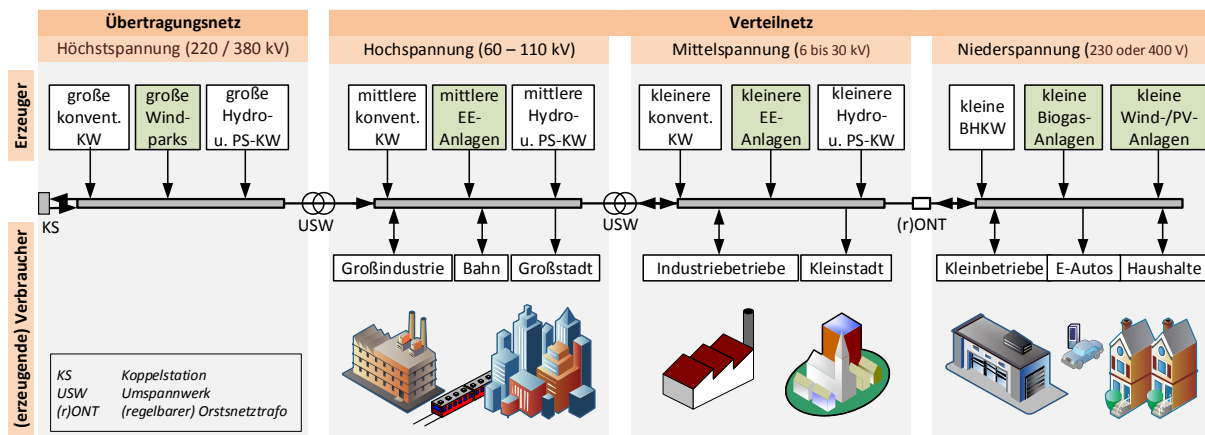 Übertragungsnetz
Höchstspannung (220 / 380 kV)
Verteilnetz
Hochspannung (60 – 110 kV)
Mittelspannung (6 bis 30 kV)
Niederspannung (230 oder 400 V)
Erzeuger
große
konvent.
KW
große
Wind-
parks
große
Hydro-
u. PS-KW
mittlere
konvent.
KW
mittlere
EE-
Anlagen
mittlere
Hydro-
u. PS-KW
kleinere
konvent.
KW
kleinere
EE-
Anlagen
kleinere
Hydro-
u. PS-KW
kleine
BHKW
kleine
Biogas-
Anlagen
kleine
Wind-/PV-
Anlagen
KS
USW
USW
(r)ONT
(erzeugende) Verbraucher
Großindustrie
Bahn
Großstadt
Industriebetriebe
Kleinstadt
Kleinbetriebe
E-Autos
Haushalte
KS Koppelstation
USW Umspannwerk
(r)ONT (regelbarer) Orstsnetztrafo